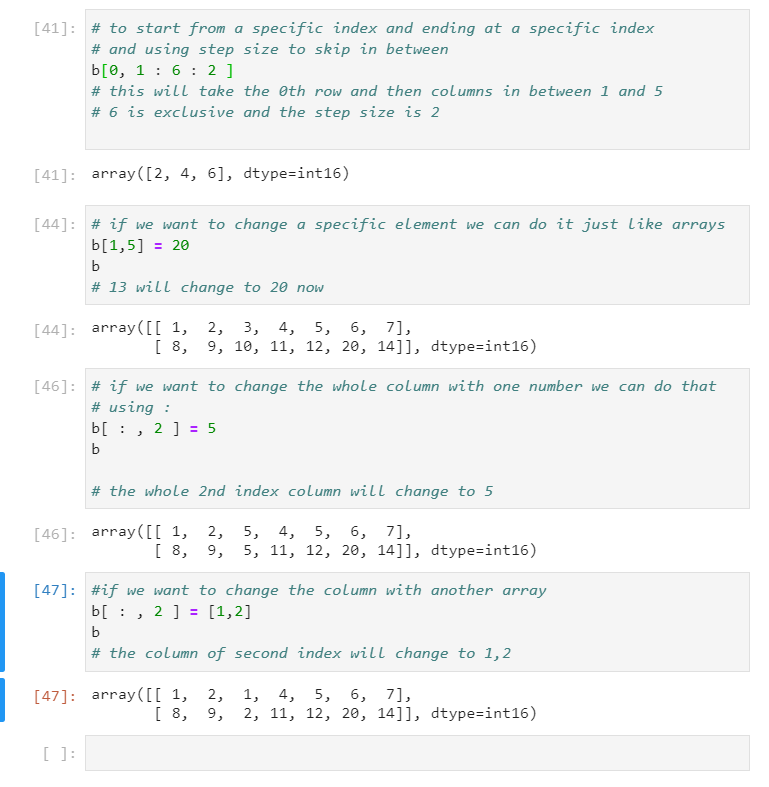 [41]: # to start from a specific index and ending at a specific index
# and using step size to skip in between
b[0, 1 : 6 : 2 ]
# this will take the 0th row and then columns in between 1 and 5
# 6 is exclusive and the step size is 2
[41]: array([2, 4, 6], dtype=int16)
[44]: # if we want to change a specific element we can do it just like arrays
b[1,5] = 20
b
# 13 will change to 20 now
[44]: array([[ 1,  2,  3,  4,  5,  6,  7],
[ 8,  9, 10, 11, 12, 20, 14]], dtype=int16)
[46]: # if we want to change the whole column with one number we can do that
# using :
b[ : , 2 ] = 5
b
# the whole 2nd index column will change to 5
[46]: array([[ 1,  2,  5,  4,  5,  6,  7],
[ 8,  9,  5, 11, 12, 20, 14]], dtype=int16)
[47]: #if we want to change the column with another array
b[ : , 2 ] = [1,2]
b
# the column of second index will change to 1,2
[47]: array([[ 1,  2,  1,  4,  5,  6,  7],
[ 8,  9,  2, 11, 12, 20, 14]], dtype=int16)
[ ]: